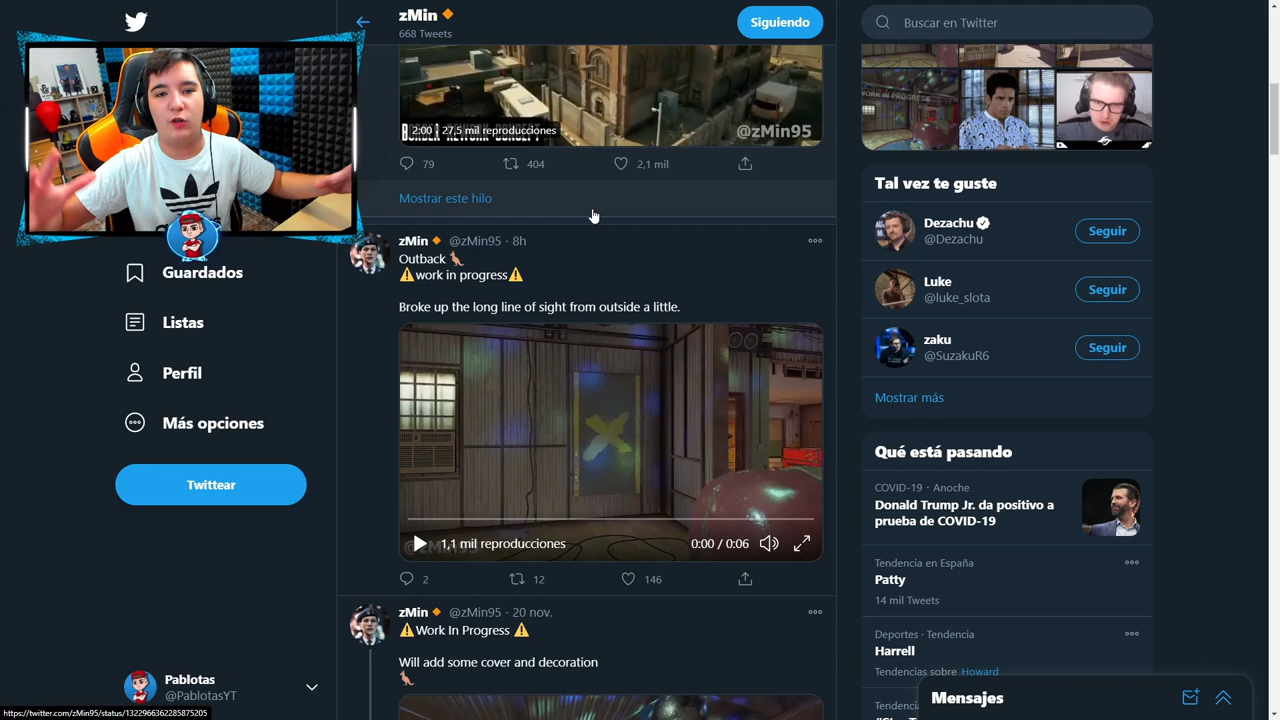 zMin
668 Tweets
Siguiendo
Buscar en Twitter
2:00
27,5 mil reproducciones
@zMin95
79
404
2,1 mil
Mostrar este hilo
zMin @zMin95 · 8h
Outback
work in progress
Broke up the long line of sight from outside a little.
1,1 mil reproducciones
0:00 / 0:06
2
12
146
zMin @zMin95 · 20 nov.
Work In Progress
Will add some cover and decoration
Guardados
Listas
Perfil
Más opciones
Twittear
Pablotas
@PablotasYT
https://twitter.com/zMin95/status/1322966362285875205
WORK IN PROGRESS
Tal vez te guste
Dezachu
@Dezachu
Seguir
Luke
@luke_slota
Seguir
zaku
@SuzakuR6
Seguir
Mostrar más
Qué está pasando
COVID-19 · Anoche
Donald Trump Jr. da positivo a
prueba de COVID-19
Tendencia en España
Patty
14 mil Tweets
Deportes · Tendencia
Harrell
Tendencias sobre Howard
Mensajes